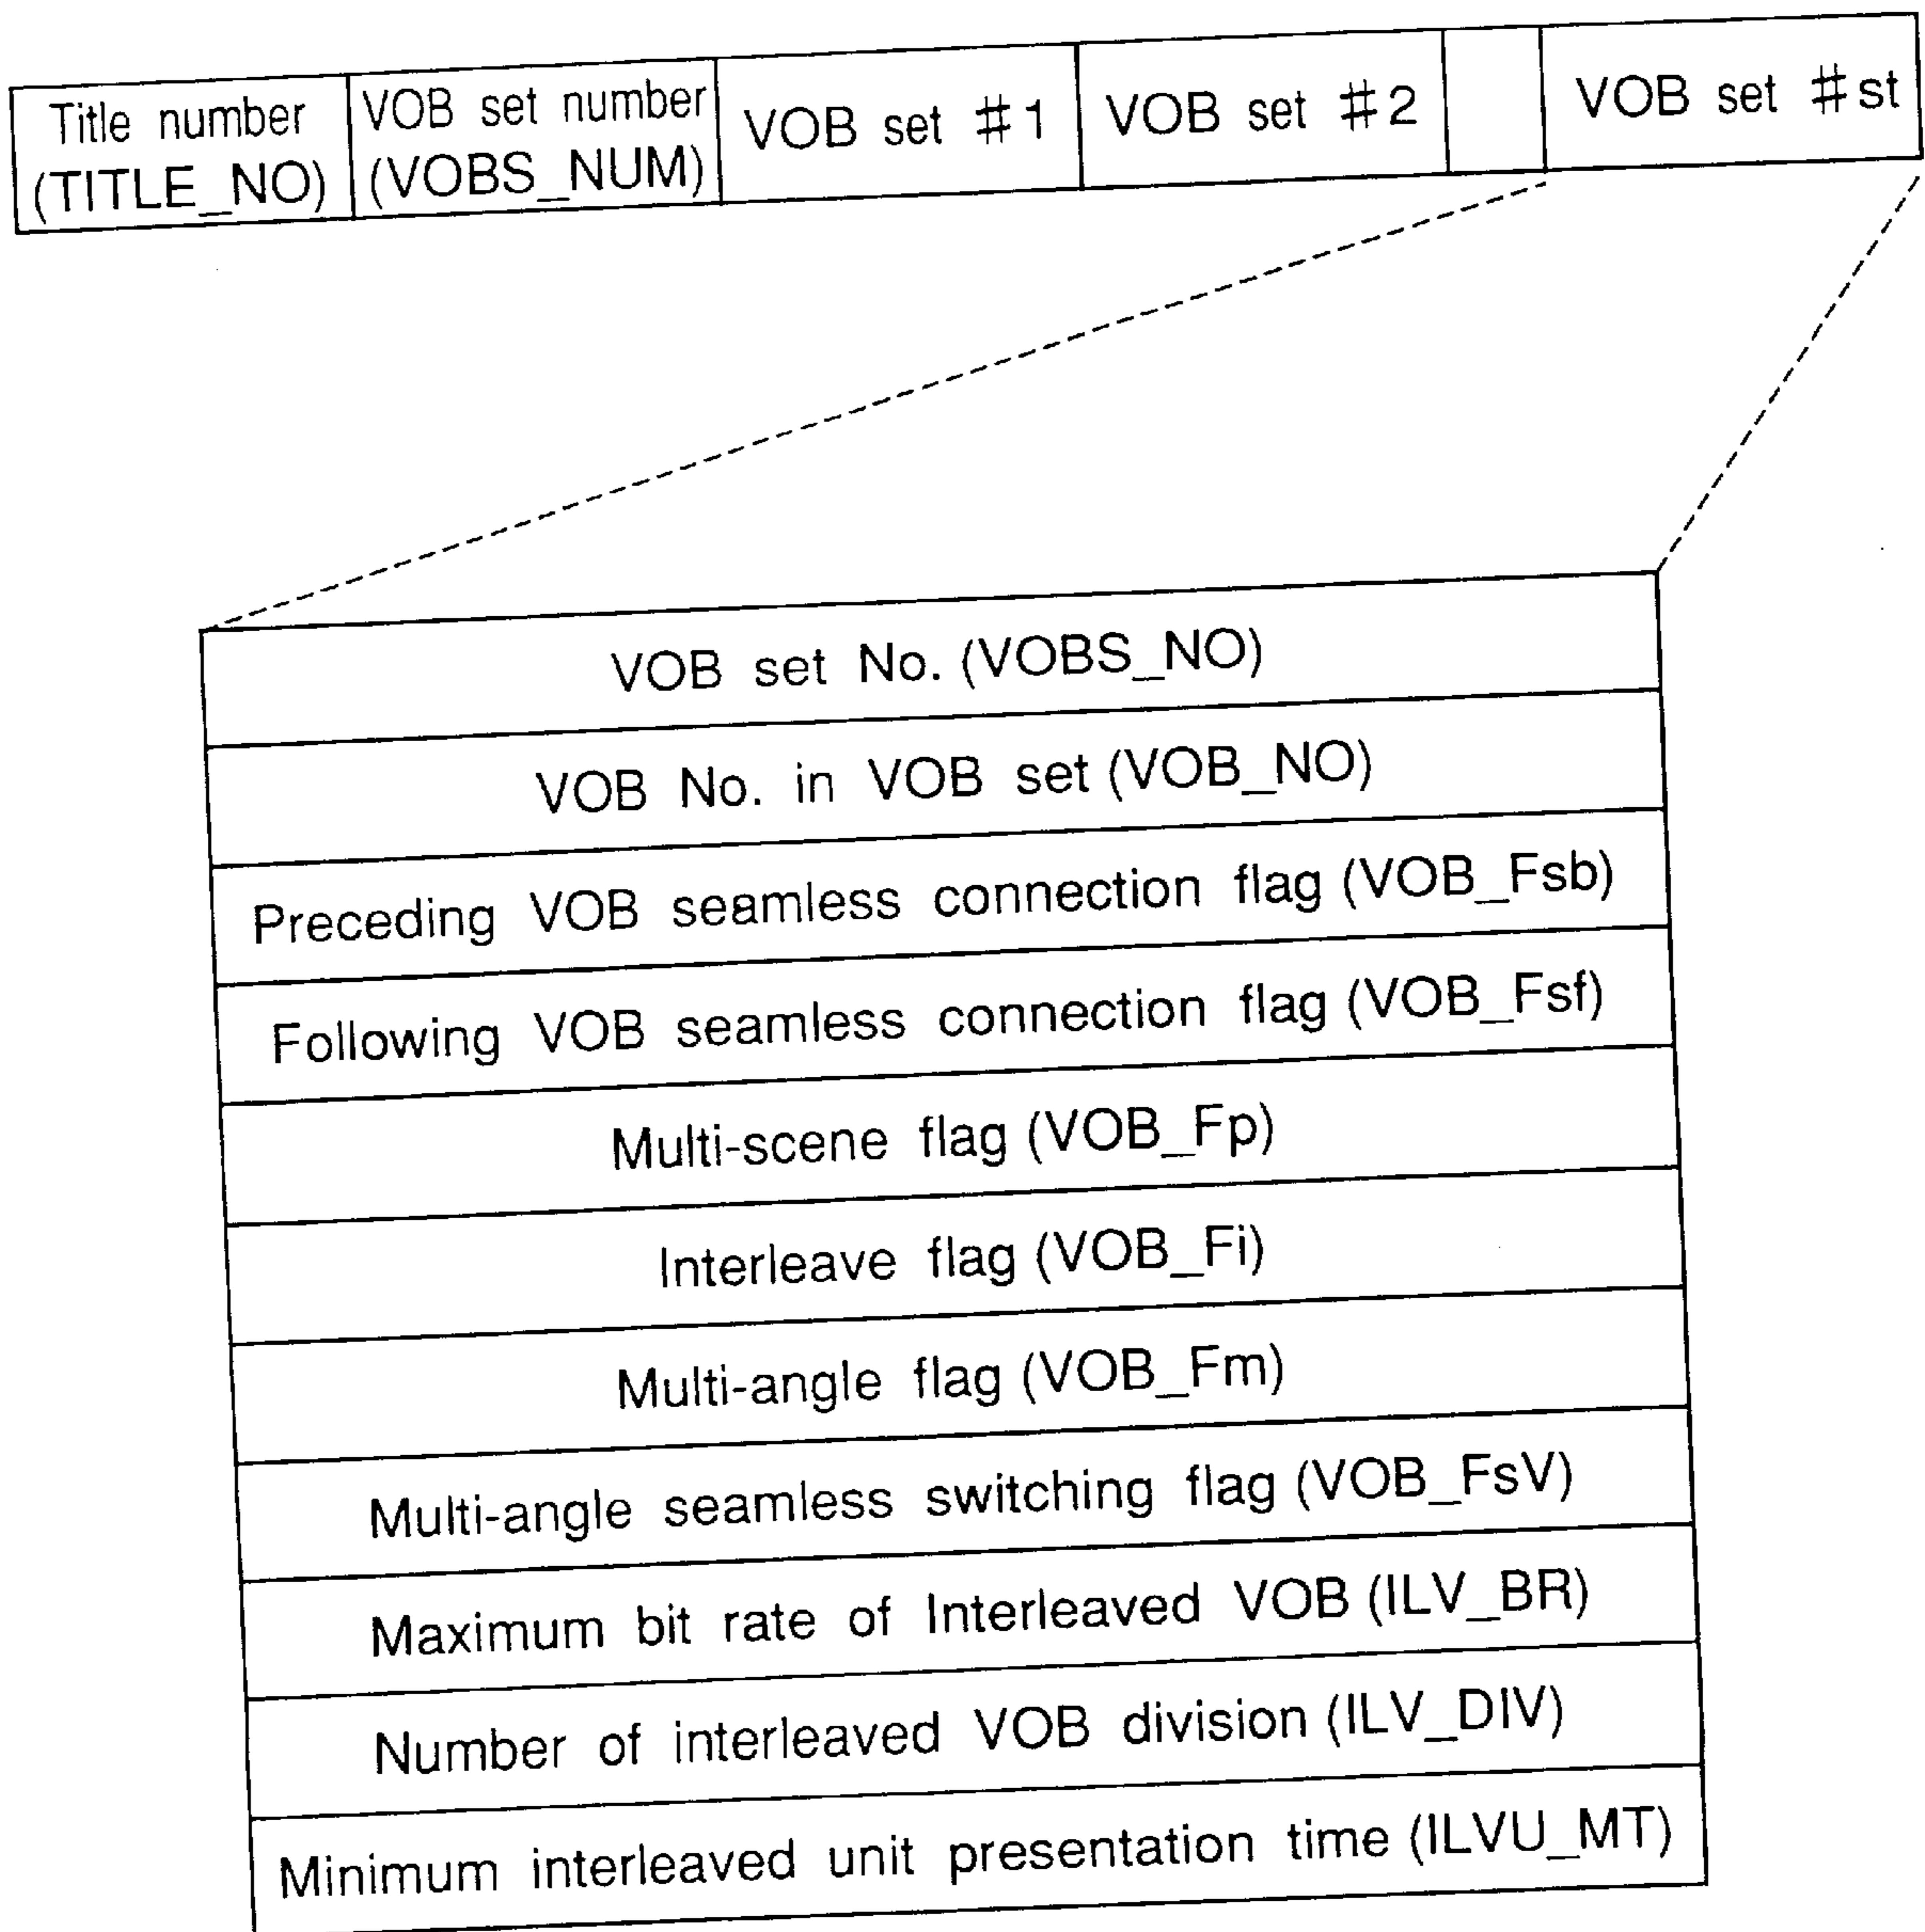 Title number
(TITLE_NO)
VOB set number
(VOBS_NUM)
VOB set #1
VOB set #2
VOB set #st
VOB set No. (VOBS_NO)
VOB No. in VOB set (VOB_NO)
Preceding VOB seamless connection flag (VOB_Fsb)
Following VOB seamless connection flag (VOB_Fsf)
Multi-scene flag (VOB_Fp)
Interleave flag (VOB_Fi)
Multi-angle flag (VOB_Fm)
Multi-angle seamless switching flag (VOB_FsV)
Maximum bit rate of Interleaved VOB (ILV_BR)
Number of interleaved VOB division (ILV_DIV)
Minimum interleaved unit presentation time (ILVU_MT)